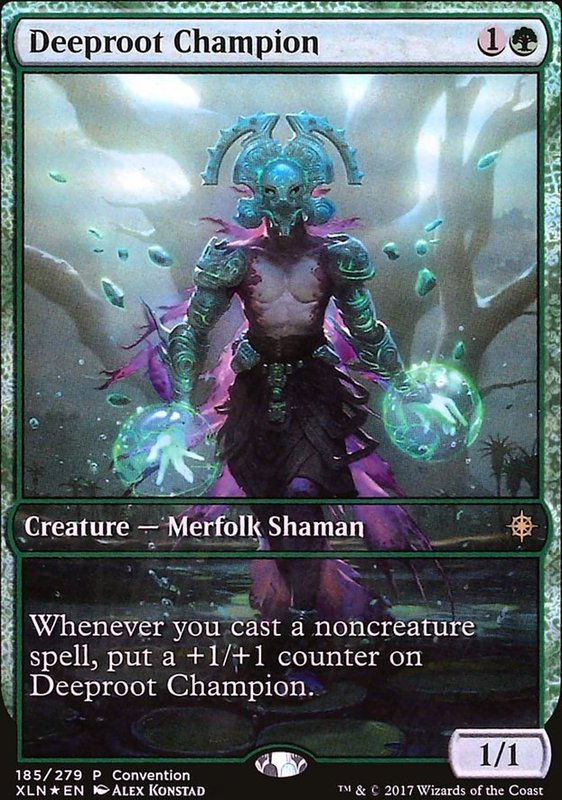 Deeproot Champion 1
Creature — Merfolk Shaman
Whenever you cast a noncreature
spell, put a +1/+1 counter on
Deeproot Champion.
1/1
185/279 P Convention
XLN★EN Alex Konstad
™ & © 2017 Wizards of the Coast